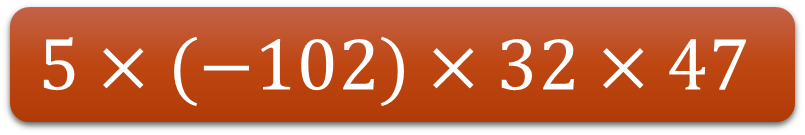 5 × (−102) × 32 × 47